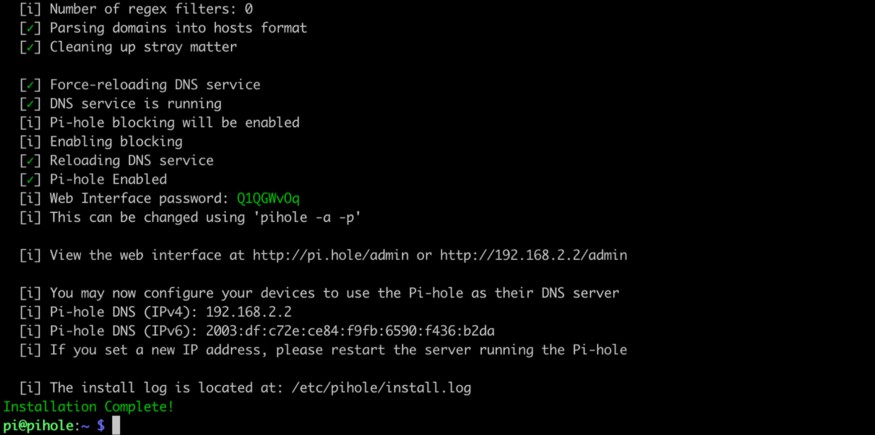 [i] Number of regex filters: 0
[✓] Parsing domains into hosts format
[✓] Cleaning up stray matter
[✓] Force-reloading DNS service
[✓] DNS service is running
[i] Pi-hole blocking will be enabled
[i] Enabling blocking
[✓] Reloading DNS service
[✓] Pi-hole Enabled
[i] Web Interface password: Q1QGWvOq
[i] This can be changed using 'pihole -a -p'
[i] View the web interface at http://pi.hole/admin or http://192.168.2.2/admin
[i] You may now configure your devices to use the Pi-hole as their DNS server
[i] Pi-hole DNS (IPv4): 192.168.2.2
[i] Pi-hole DNS (IPv6): 2003:df:c72e:ce84:f9fb:6590:f436:b2da
[i] If you set a new IP address, please restart the server running the Pi-hole
[i] The install log is located at: /etc/pihole/install.log
Installation Complete!
pi@pihole:~ $